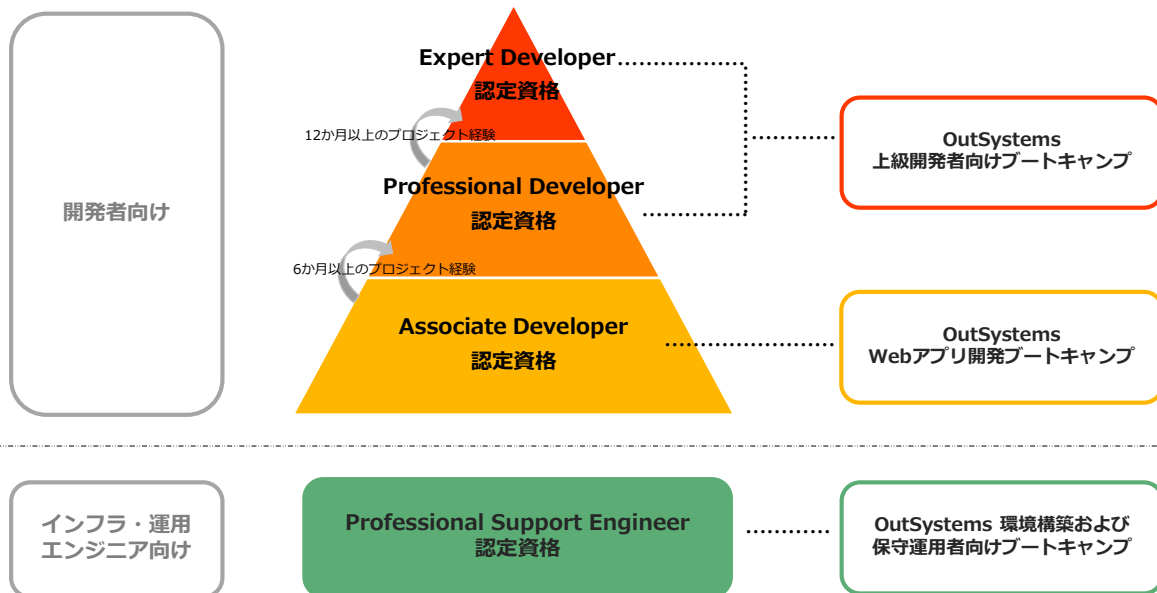 開発者向け
Expert Developer
認定資格
12か月以上のプロジェクト経験
Professional Developer
認定資格
6か月以上のプロジェクト経験
Associate Developer
認定資格
OutSystems
上級開発者向けブートキャンプ
OutSystems
Webアプリ開発ブートキャンプ
インフラ・運用
エンジニア向け
Professional Support Engineer
認定資格
OutSystems 環境構築および
保守運用者向けブートキャンプ